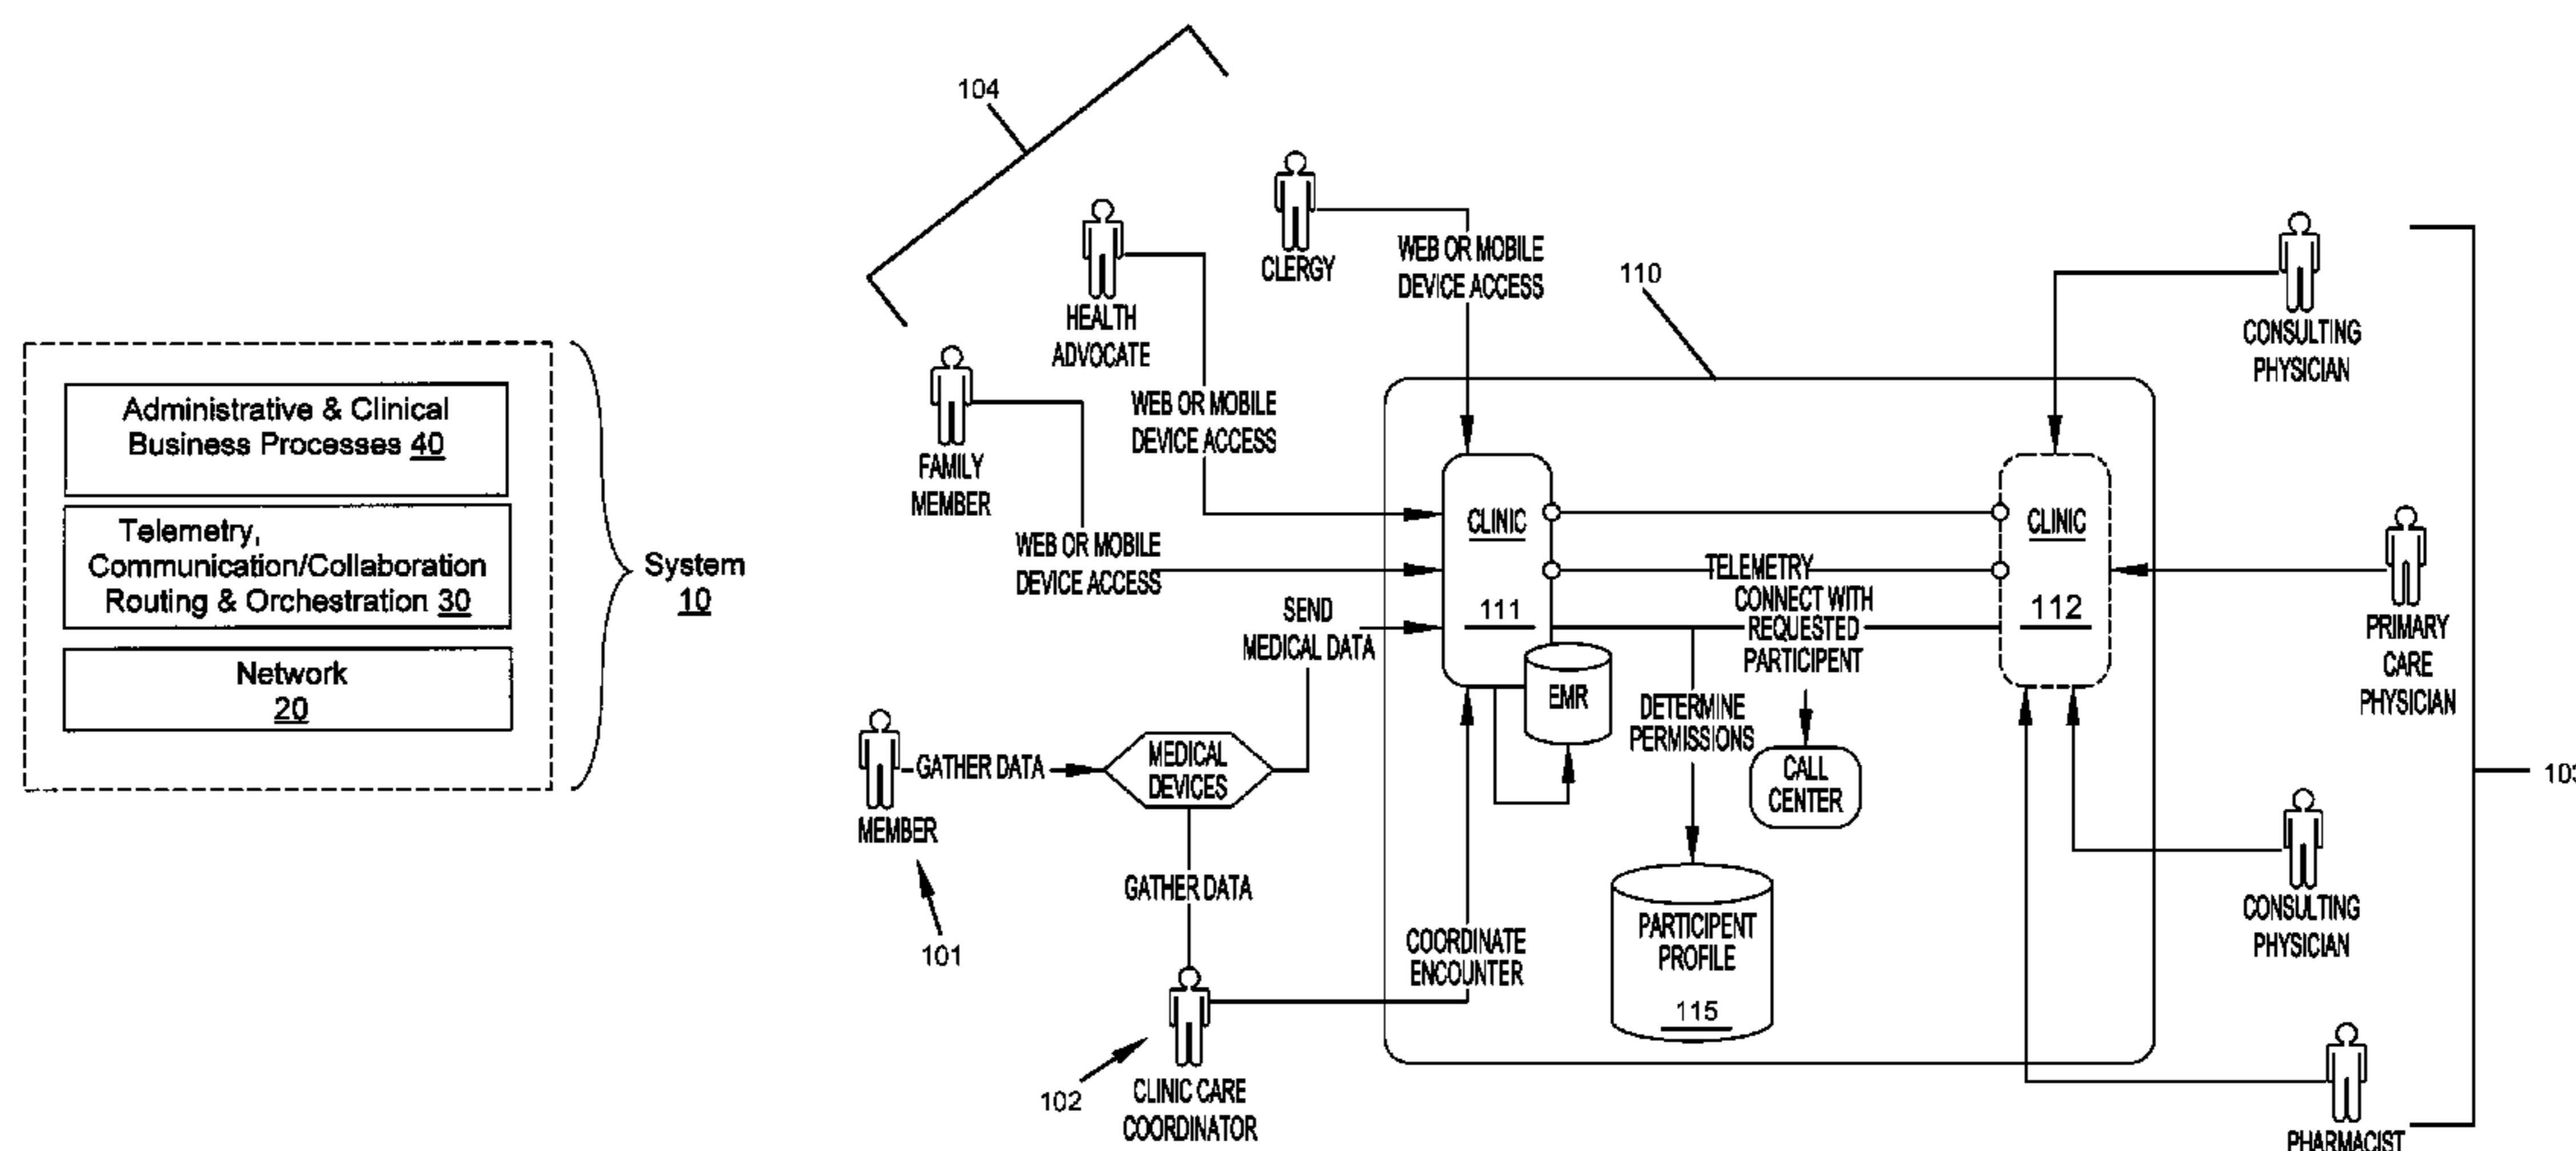 Administrative & Clinical
Business Processes 40
Telemetry,
Communication/Collaboration
Routing & Orchestration 30
Network
20
System
10
104
CLERGY
WEB OR MOBILE
DEVICE ACCESS
HEALTH
ADVOCATE
WEB OR MOBILE
DEVICE ACCESS
FAMILY
MEMBER
WEB OR MOBILE
DEVICE ACCESS
SEND
MEDICAL DATA
MEMBER
101
GATHER DATA
MEDICAL
DEVICES
GATHER DATA
102
CLINIC CARE
COORDINATOR
COORDINATE
ENCOUNTER
110
CLINIC
111
EMR
TELEMETRY
CONNECT WITH
REQUESTED
PARTICIPENT
DETERMINE
PERMISSIONS
CALL
CENTER
PARTICIPENT
PROFILE
115
CLINIC
112
CONSULTING
PHYSICIAN
PRIMARY
CARE
PHYSICIAN
CONSULTING
PHYSICIAN
PHARMACIST
103